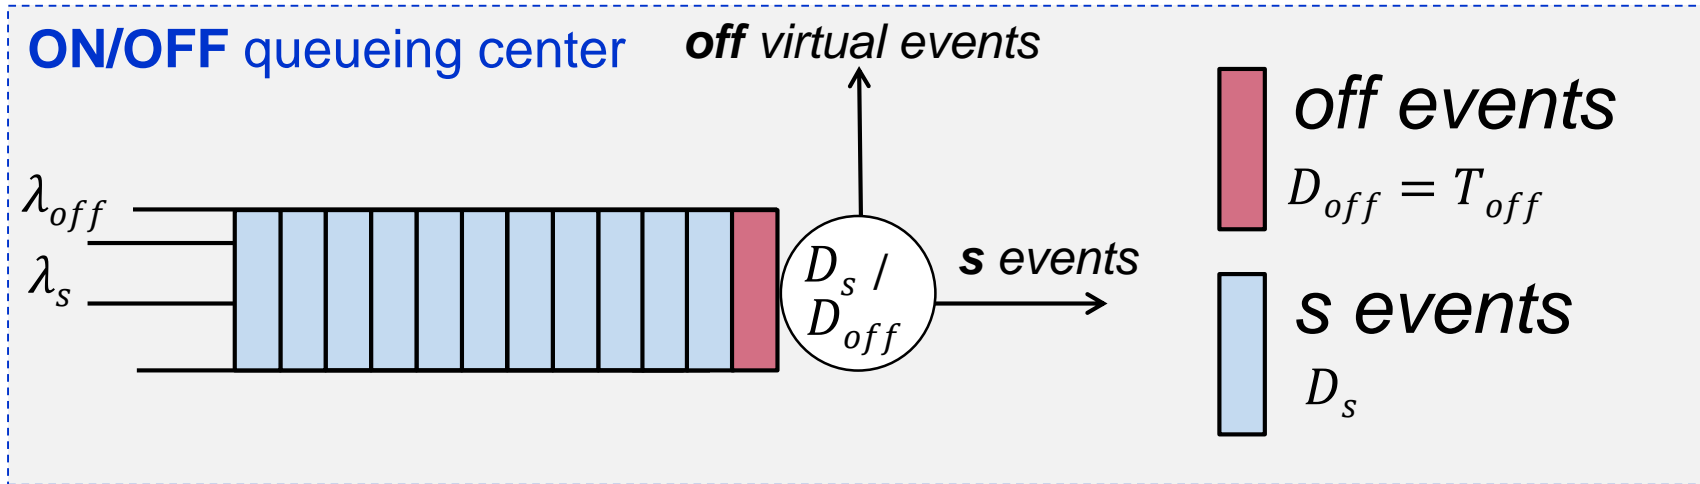 ON/OFF queueing center
off virtual events
λ_off
λ_s
D_s /
D_off
s events
off events
D_off = T_off
s events
D_s